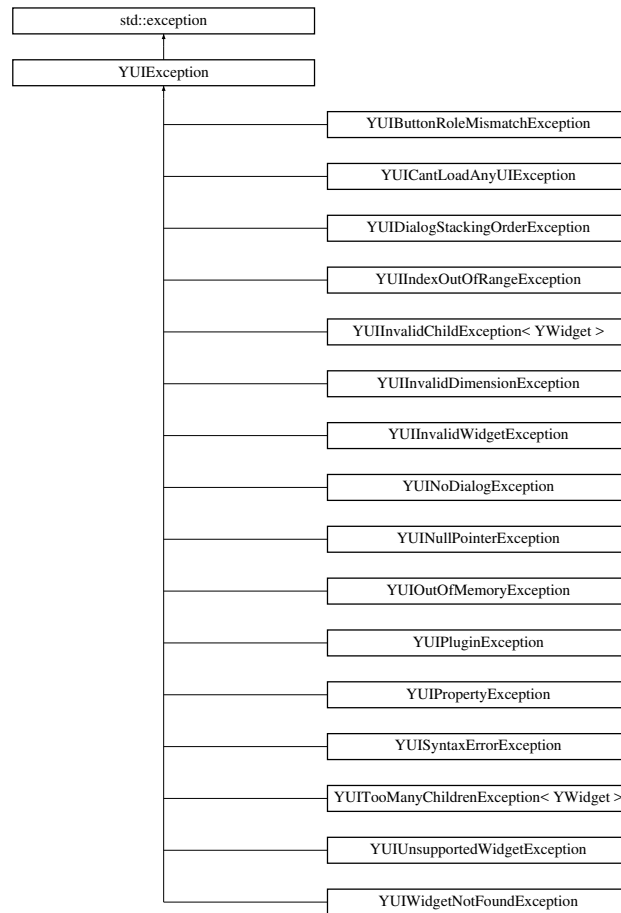 std::exception
YUIException
YUIButtonRoleMismatchException
YUICantLoadAnyUIException
YUIDialogStackingOrderException
YUIIndexOutOfRangeException
YUIInvalidChildException< YWidget >
YUIInvalidDimensionException
YUIInvalidWidgetException
YUINoDialogException
YUINullPointerException
YUIOutOfMemoryException
YUIPluginException
YUIPropertyException
YUISyntaxErrorException
YUITooManyChildrenException< YWidget >
YUIUnsupportedWidgetException
YUIWidgetNotFoundException